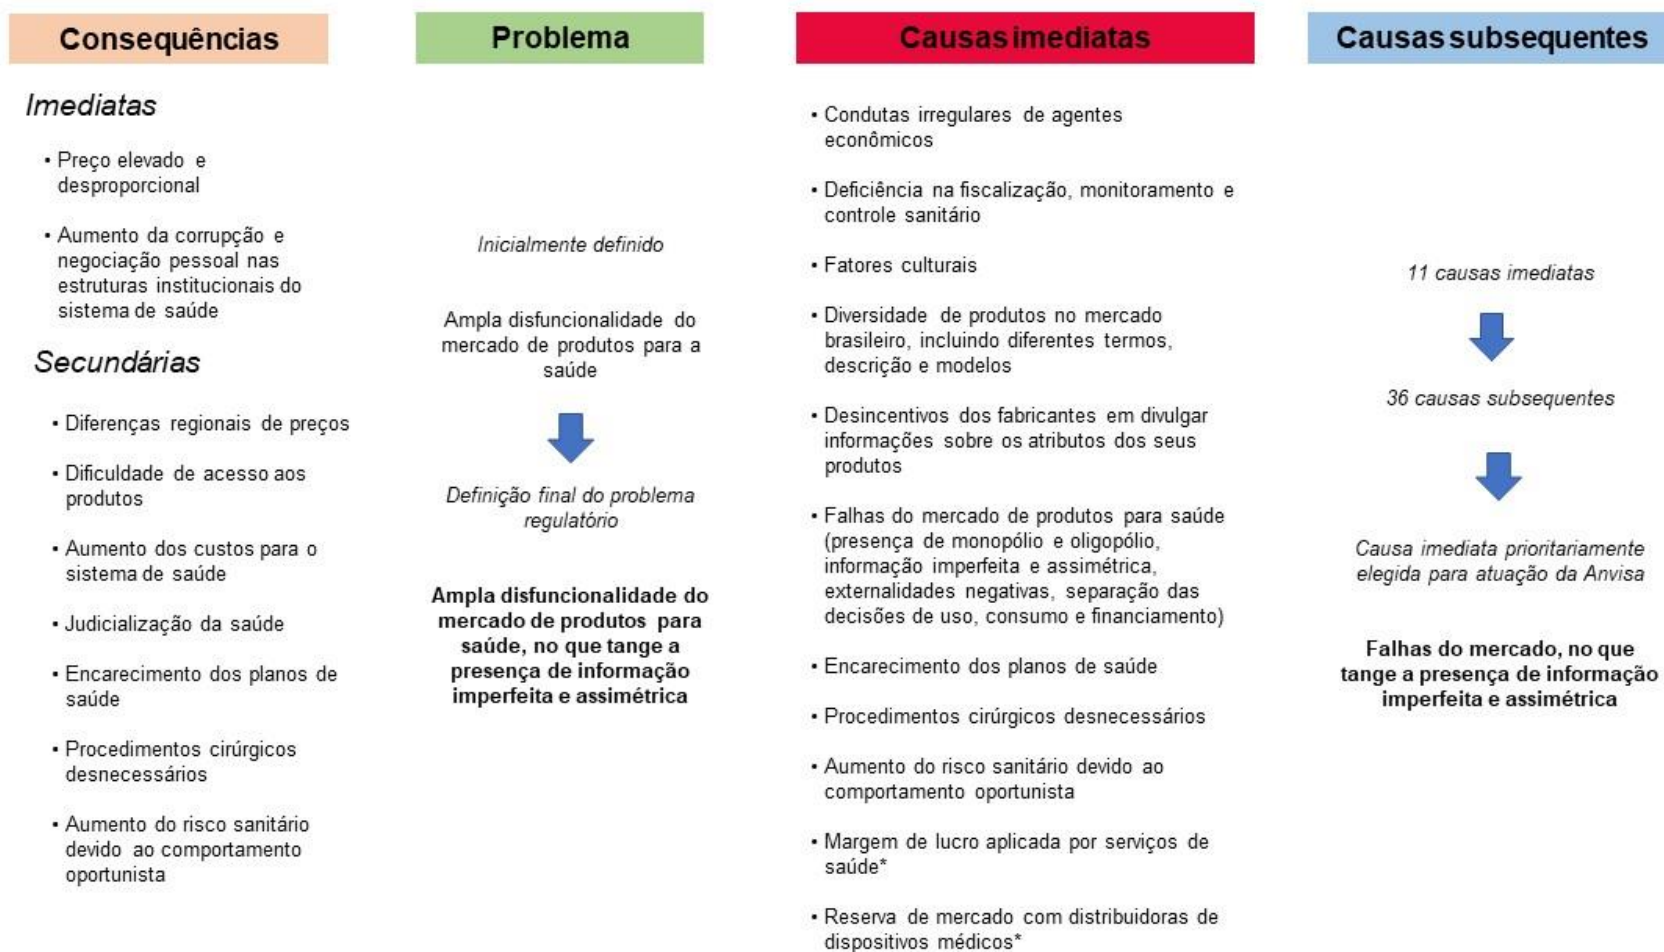 Consequências
Imediatas
• Preço elevado e
desproporcional
• Aumento da corrupção e
negociação pessoal nas
estruturas institucionais do
sistema de saúde
Secundárias
• Diferenças regionais de preços
• Dificuldade de acesso aos
produtos
• Aumento dos custos para o
sistema de saúde
• Judicialização da saúde
• Encarecimento dos planos de
saúde
• Procedimentos cirúrgicos
desnecessários
• Aumento do risco sanitário
devido ao comportamento
oportunista
Problema
Inicialmente definido
Ampla disfuncionalidade do
mercado de produtos para a
saúde
Definição final do problema
regulatório
Ampla disfuncionalidade do
mercado de produtos para
saúde, no que tange a
presença de informação
imperfeita e assimétrica
Causas imediatas
• Condutas irregulares de agentes
econômicos
• Deficiência na fiscalização, monitoramento e
controle sanitário
• Fatores culturais
• Diversidade de produtos no mercado
brasileiro, incluindo diferentes termos,
descrição e modelos
• Desincentivos dos fabricantes em divulgar
informações sobre os atributos dos seus
produtos
• Falhas do mercado de produtos para saúde
(presença de monopólio e oligopólio,
informação imperfeita e assimétrica,
externalidades negativas, separação das
decisões de uso, consumo e financiamento)
• Encarecimento dos planos de saúde
• Procedimentos cirúrgicos desnecessários
• Aumento do risco sanitário devido ao
comportamento oportunista
• Margem de lucro aplicada por serviços de
saúde*
• Reserva de mercado com distribuidoras de
dispositivos médicos*
Causas subsequentes
11 causas imediatas
36 causas subsequentes
Causa imediata prioritariamente
elegida para atuação da Anvisa
Falhas do mercado, no que
tange a presença de informação
imperfeita e assimétrica